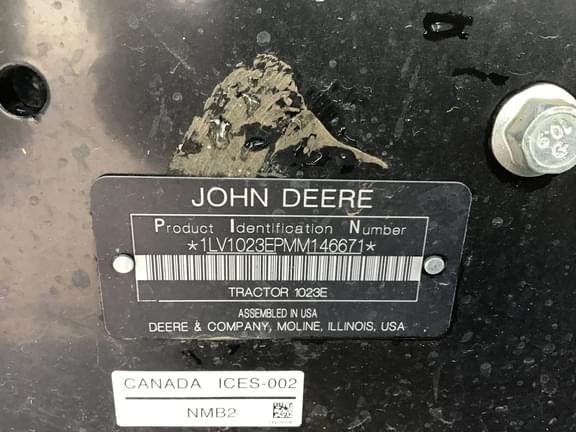 JOHN DEERE
Product Identification Number
*1LV1023EPMM146671*
TRACTOR 1023E
ASSEMBLED IN USA
DEERE & COMPANY, MOLINE, ILLINOIS, USA
CANADA ICES-002
NMB2
10.9